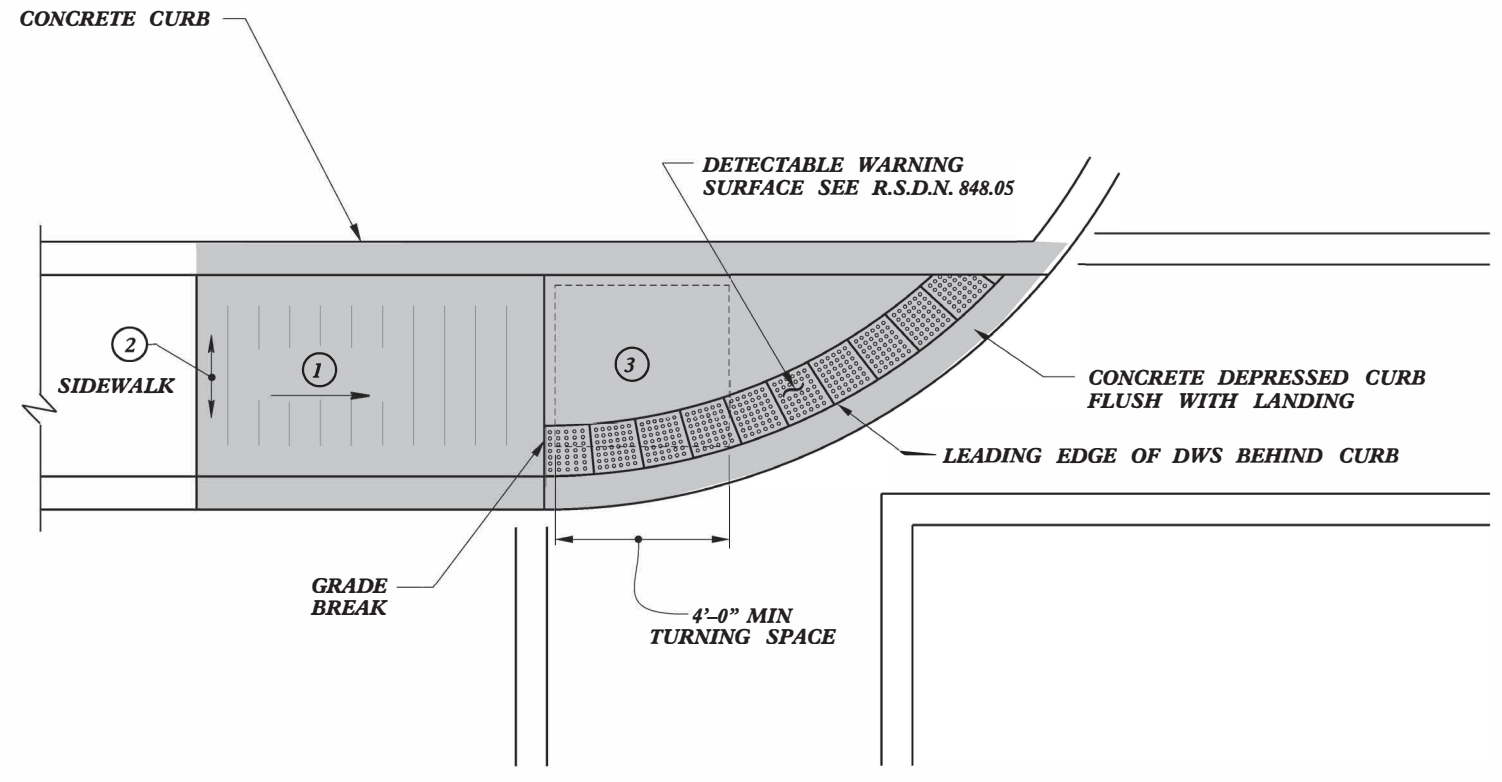 CONCRETE CURB
DETECTABLE WARNING
SURFACE SEE R.S.D.N. 848.05
2
SIDEWALK
1
3
CONCRETE DEPRESSED CURB
FLUSH WITH LANDING
LEADING EDGE OF DWS BEHIND CURB
GRADE
BREAK
4'–0" MIN
TURNING SPACE